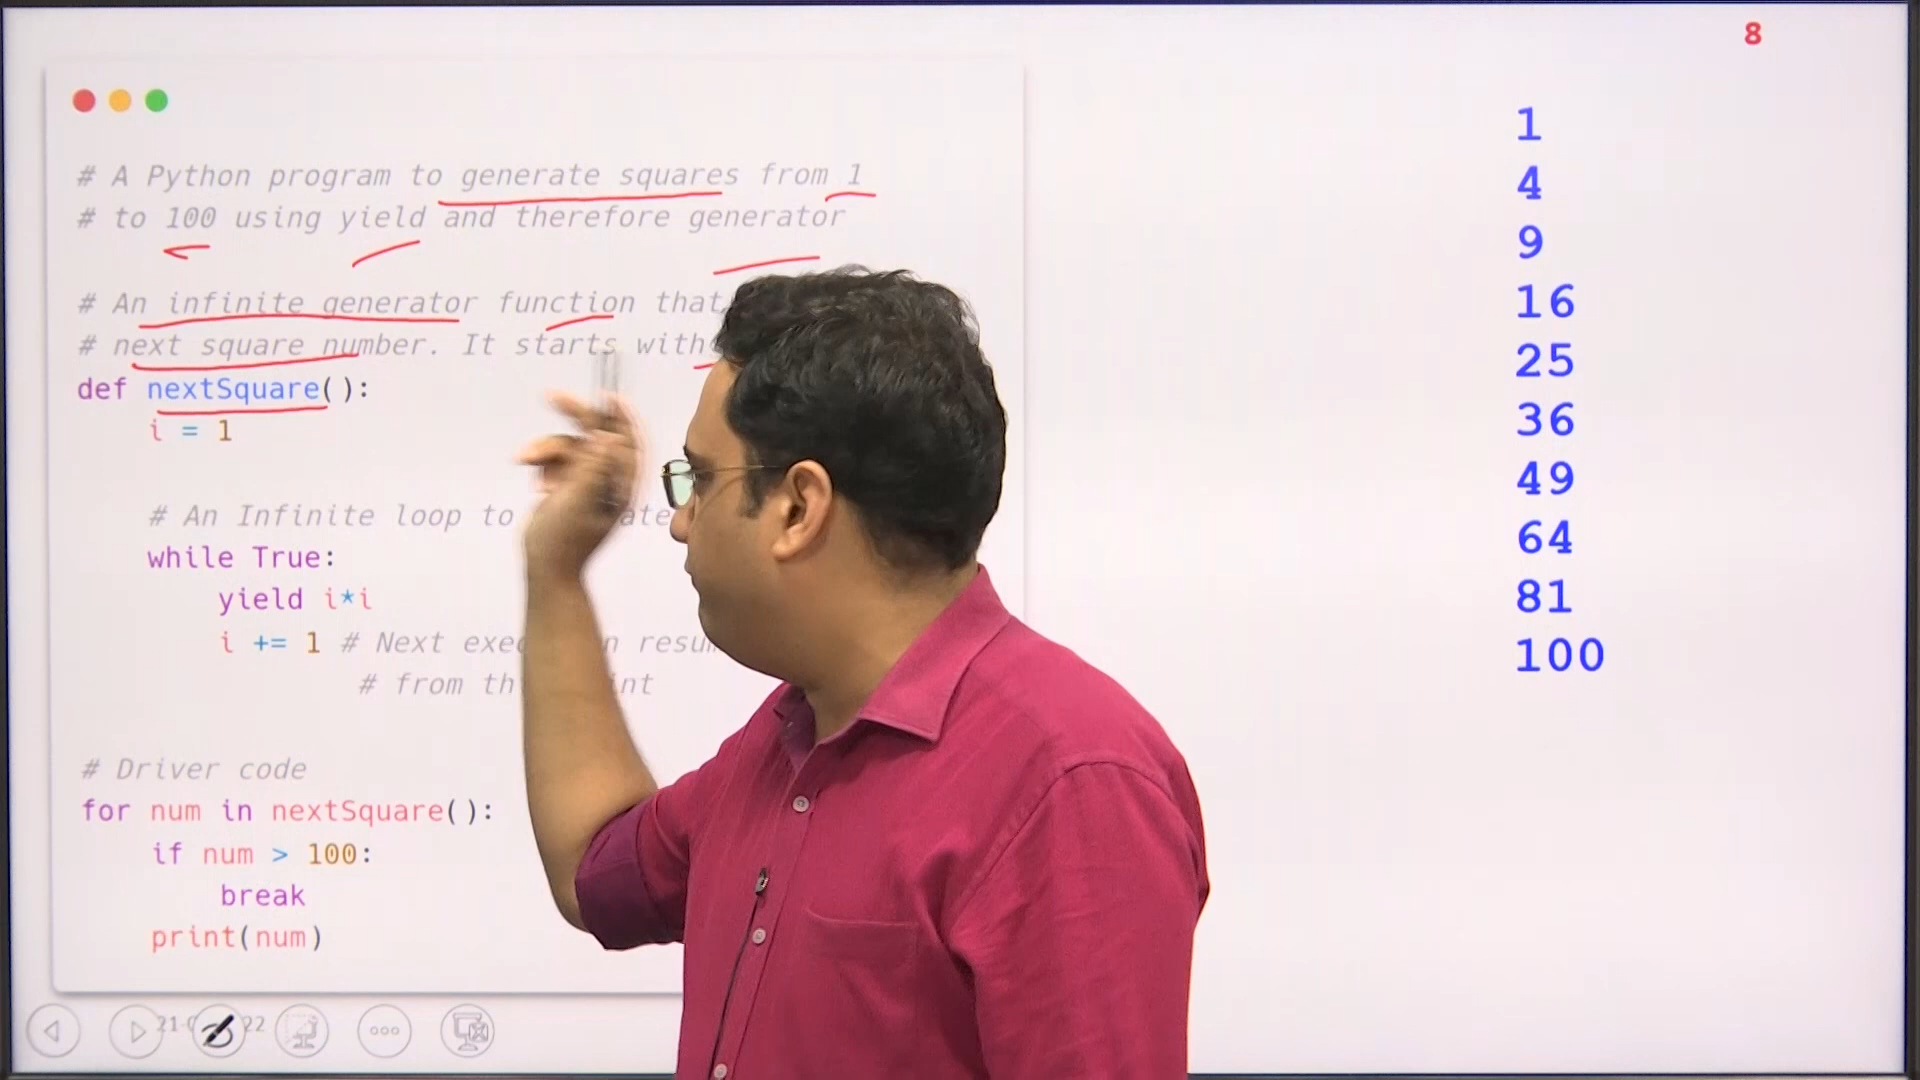 8
# A Python program to generate squares from 1
# to 100 using yield and therefore generator
# An infinite generator function that
# next square number. It starts with
def nextSquare():
i = 1
# An Infinite loop to
while True:
yield i*i
i += 1 # Next
# from
# Driver code
for num in nextSquare():
if num > 100:
break
print(num)
1
4
9
16
25
36
49
64
81
100